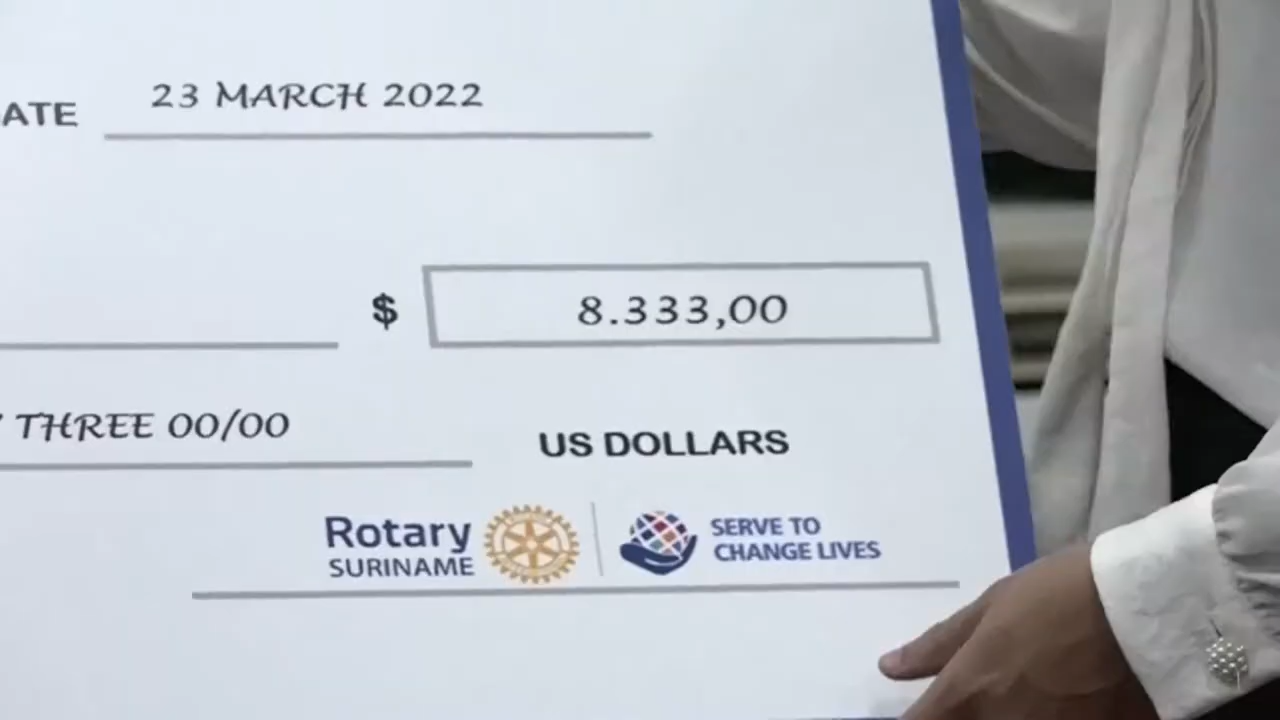 ATE 23 MARCH 2022
$ 8.333,00
THREE 00/00
US DOLLARS
Rotary
SURINAME
SERVE TO
CHANGE LIVES